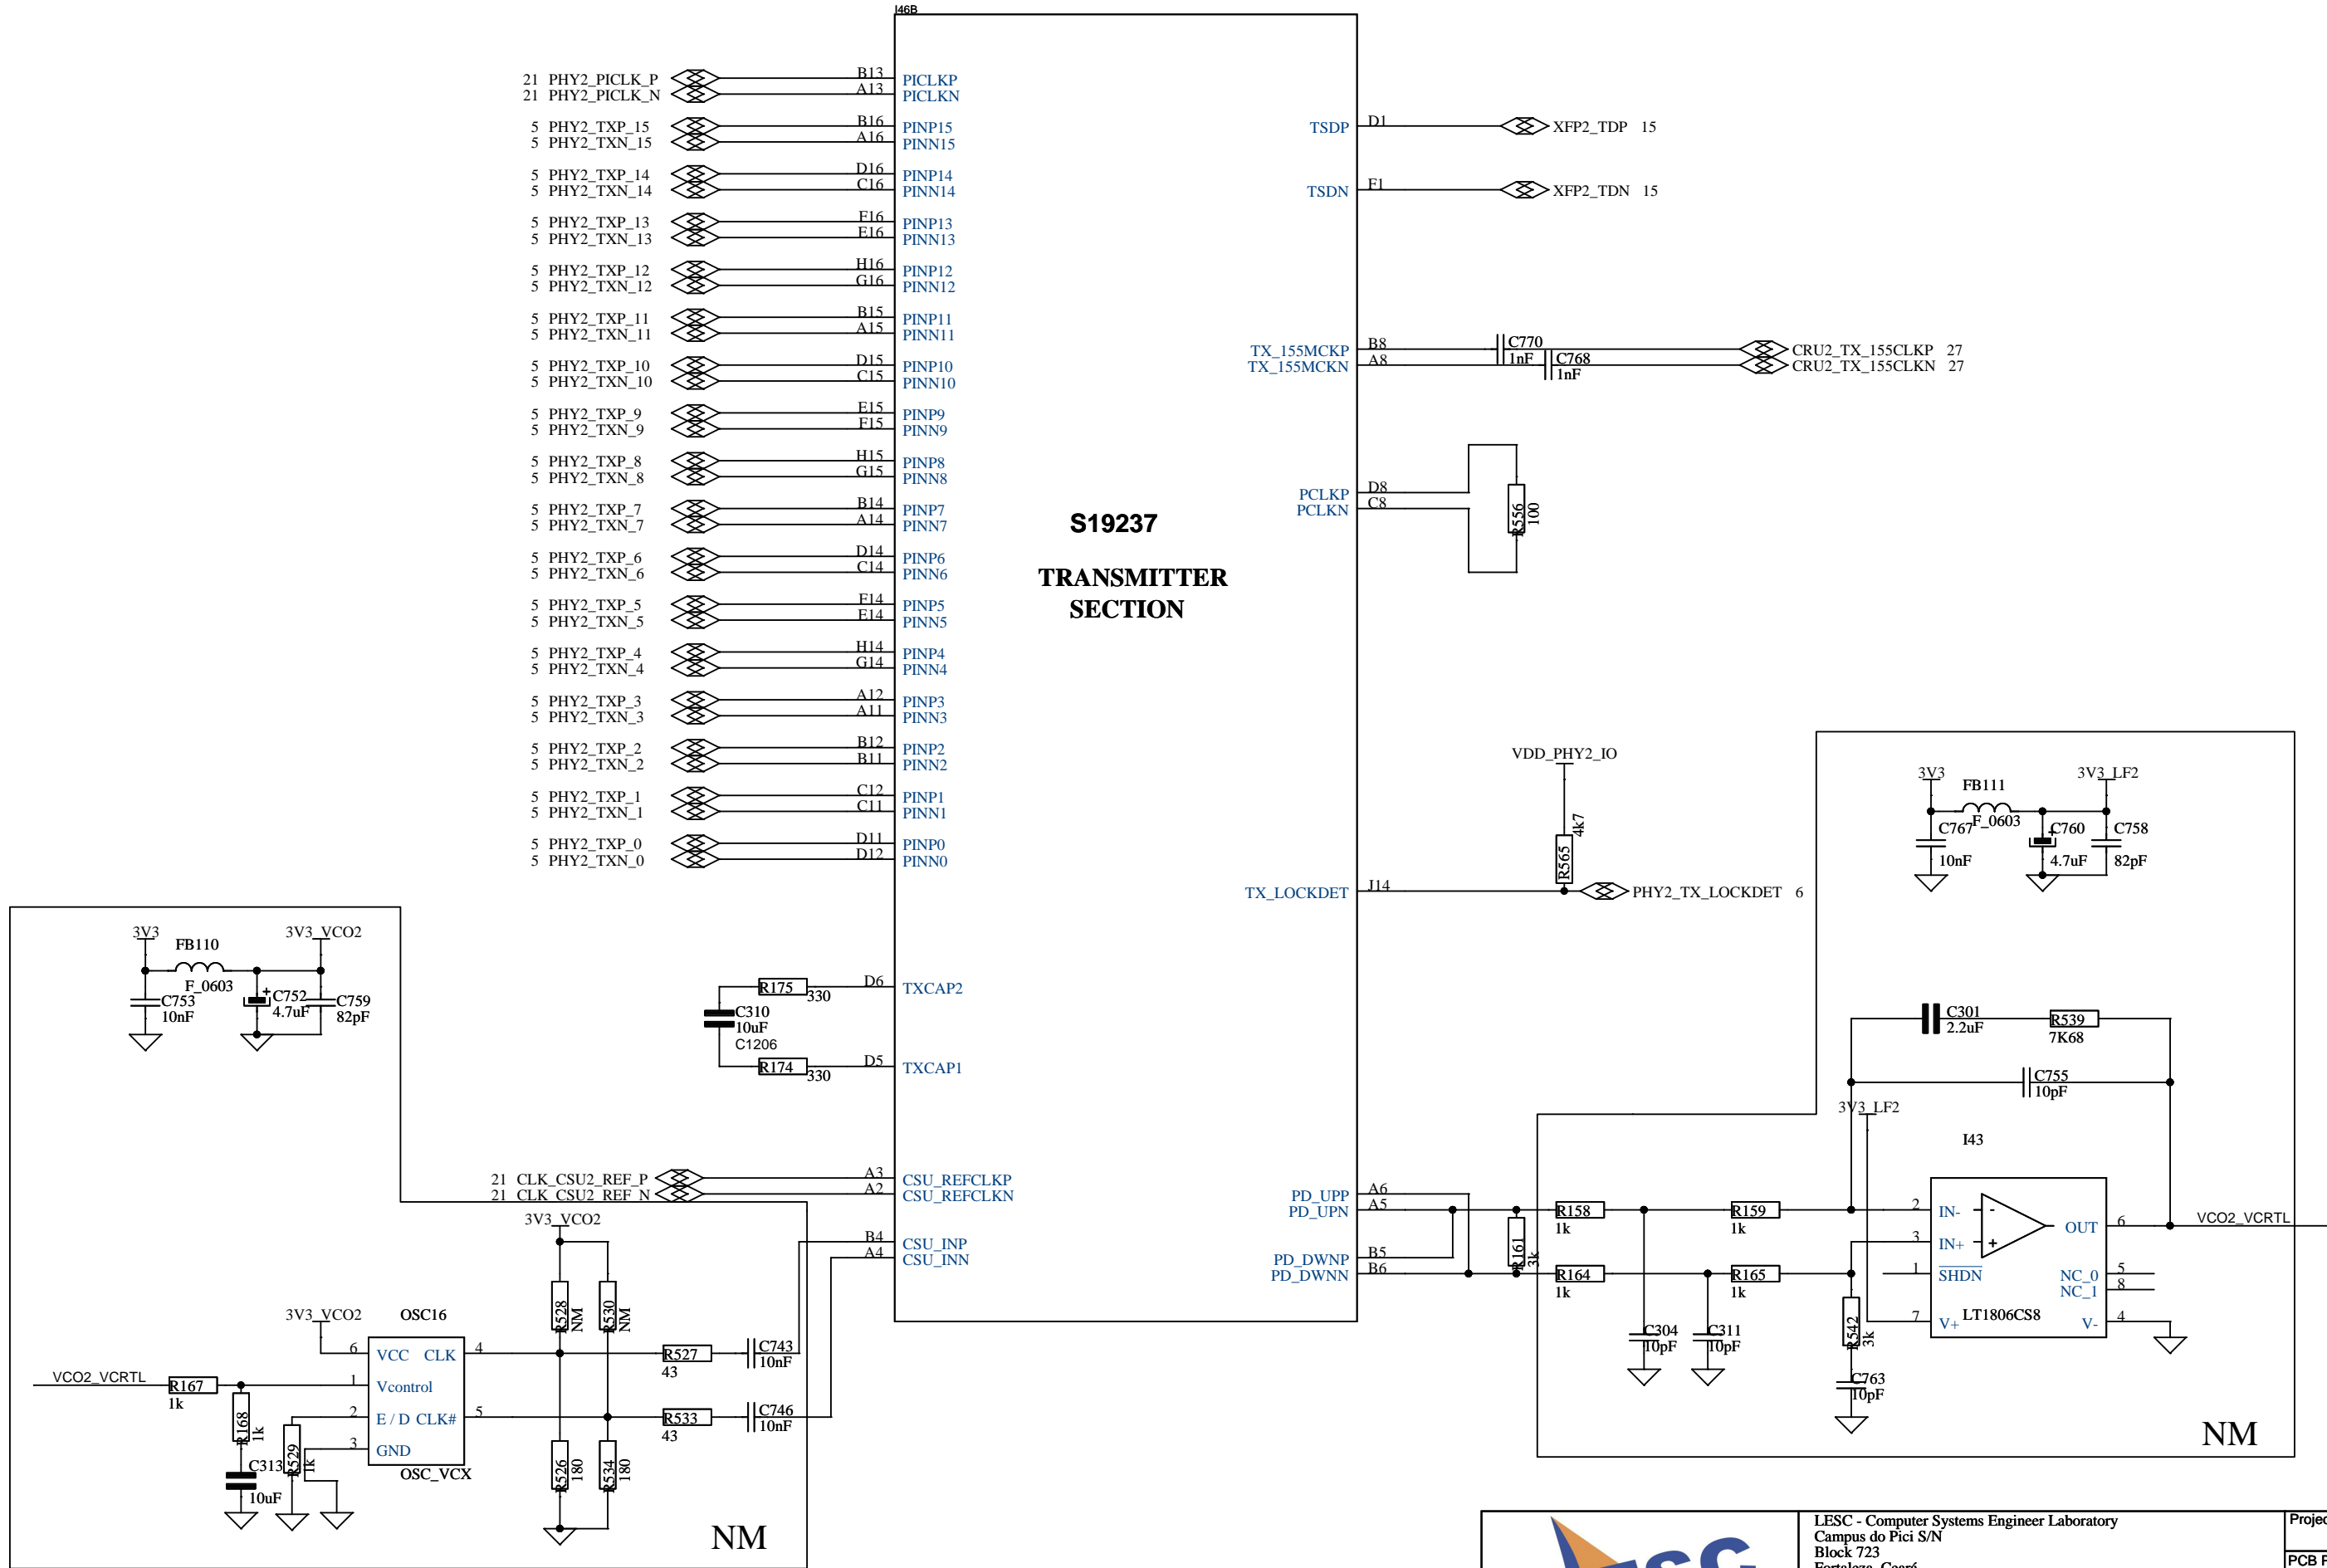 I46B
21 PHY2_PICLK_P B13 PICLKP
21 PHY2_PICLK_N A13 PICLKN
5 PHY2_TXP_15 B16 PINP15
5 PHY2_TXN_15 A16 PINN15
TSDP D1 XFP2_TDP 15
5 PHY2_TXP_14 D16 PINP14
5 PHY2_TXN_14 C16 PINN14
TSDN F1 XFP2_TDN 15
5 PHY2_TXP_13 F16 PINP13
5 PHY2_TXN_13 E16 PINN13
5 PHY2_TXP_12 H16 PINP12
5 PHY2_TXN_12 G16 PINN12
5 PHY2_TXP_11 B15 PINP11
5 PHY2_TXN_11 A15 PINN11
TX_155MCKP B8 C770 1nF CRU2_TX_155CLKP 27
TX_155MCKN A8 C768 1nF CRU2_TX_155CLKN 27
5 PHY2_TXP_10 D15 PINP10
5 PHY2_TXN_10 C15 PINN10
5 PHY2_TXP_9 E15 PINP9
5 PHY2_TXN_9 F15 PINN9
5 PHY2_TXP_8 H15 PINP8
5 PHY2_TXN_8 G15 PINN8
PCLKP D8
PCLKN C8
R556 100
5 PHY2_TXP_7 B14 PINP7
5 PHY2_TXN_7 A14 PINN7
S19237
TRANSMITTER
SECTION
5 PHY2_TXP_6 D14 PINP6
5 PHY2_TXN_6 C14 PINN6
5 PHY2_TXP_5 F14 PINP5
5 PHY2_TXN_5 E14 PINN5
5 PHY2_TXP_4 H14 PINP4
5 PHY2_TXN_4 G14 PINN4
5 PHY2_TXP_3 A12 PINP3
5 PHY2_TXN_3 A11 PINN3
5 PHY2_TXP_2 B12 PINP2
5 PHY2_TXN_2 B11 PINN2
5 PHY2_TXP_1 C12 PINP1
5 PHY2_TXN_1 C11 PINN1
5 PHY2_TXP_0 D11 PINP0
5 PHY2_TXN_0 D12 PINN0
VDD_PHY2_IO
R565 4k7
TX_LOCKDET J14 PHY2_TX_LOCKDET 6
3V3 FB111 3V3_LF2
F_0603
C767 10nF
C760 4.7uF
C758 82pF
3V3 FB110 3V3_VCO2
F_0603
C753 10nF
C752 4.7uF
C759 82pF
R175 330 D6 TXCAP2
C310
10uF
C1206
R174 330 D5 TXCAP1
C301 2.2uF
R539 7K68
C755 10pF
3V3_LF2
I43
21 CLK_CSU2_REF_P A3 CSU_REFCLKP
21 CLK_CSU2_REF_N A2 CSU_REFCLKN
B4 CSU_INP
A4 CSU_INN
PD_UPP A6
PD_UPN A5
PD_DWNP B5
PD_DWNN B6
R161 3k
R158 1k
R159 1k
R164 1k
R165 1k
C304 10pF
C311 10pF
R542 3k
C763 10pF
2 IN- -
3 IN+ +
1 SHDN
7 V+
OUT 6
NC_0 5
NC_1 8
V- 4
LT1806CS8
VCO2_VCRTL
NM
3V3_VCO2
R528 NM
R530 NM
3V3_VCO2
OSC16
6 VCC CLK 4
1 Vcontrol
2 E / D CLK# 5
3 GND
OSC_VCX
VCO2_VCRTL
R167 1k
R168 1k
R529 1k
C313
10uF
R527 43
C743 10nF
R533 43
C746 10nF
R526 180
R534 180
NM
LESC - Computer Systems Engineer Laboratory
Campus do Pici S/N
Block 723